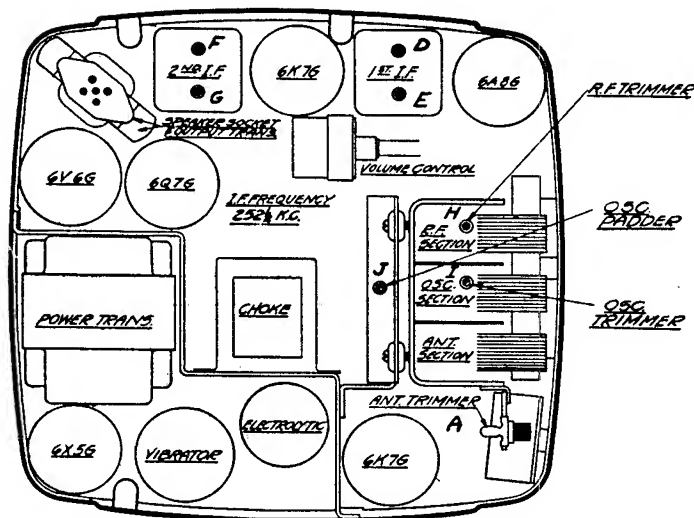 F
2ND I.F
G
6K7G
D
1ST I.F
E
6A8G
R.F. TRIMMER
SPEAKER SOCKET
& OUTPUT TRANS.
VOLUME CONTROL
6V6G
6Q7G
I.F. FREQUENCY
252½ K.C.
H
R.F.
SECTION
OSC.
PADDER
J
I
OSC.
SECTION
CHOKE
POWER TRANS.
OSC.
TRIMMER
ANT.
SECTION
ANT. TRIMMER
A
6X5G
VIBRATOR
ELECTROLYTIC
6K7G